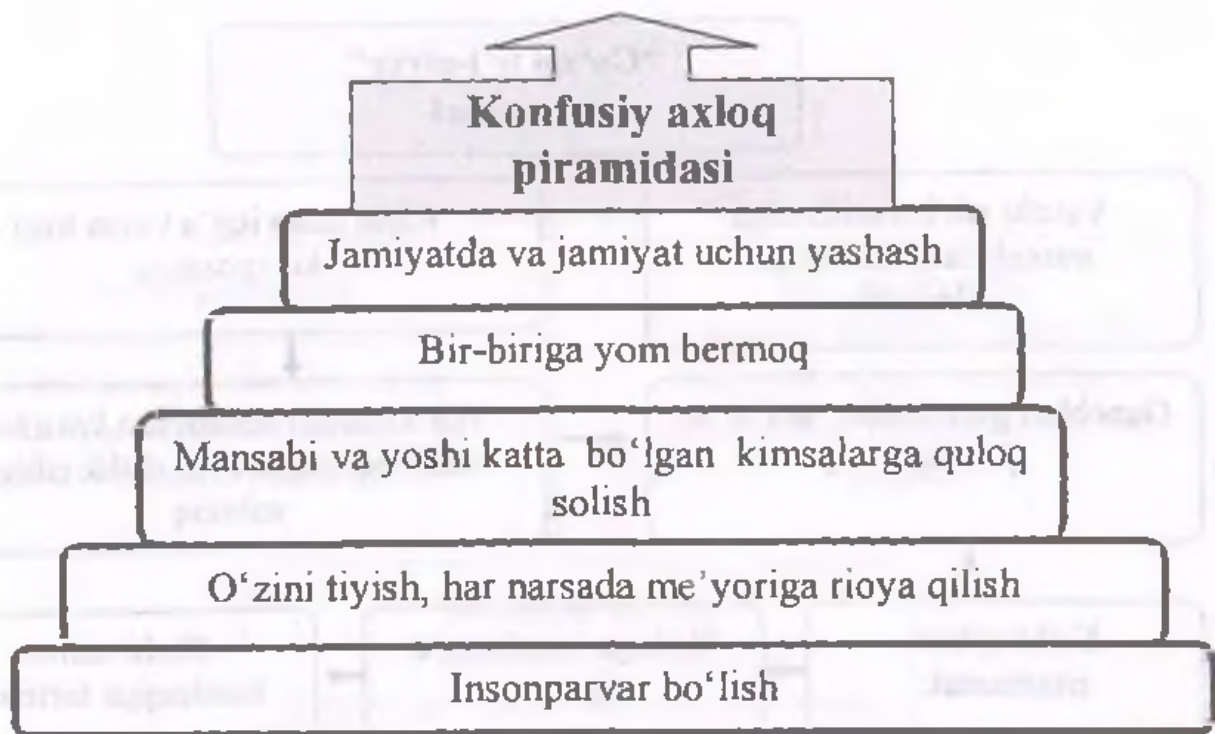 Konfusiy axloq
piramidasi
Jamiyatda va jamiyat uchun yashash
Bir-biriga yom bermoq
Mansabi va yoshi katta bo‘lgan kimsalarga quloq
solish
O‘zini tiyish, har narsada me’yoriga rioya qilish
Insonparvar bo‘lish